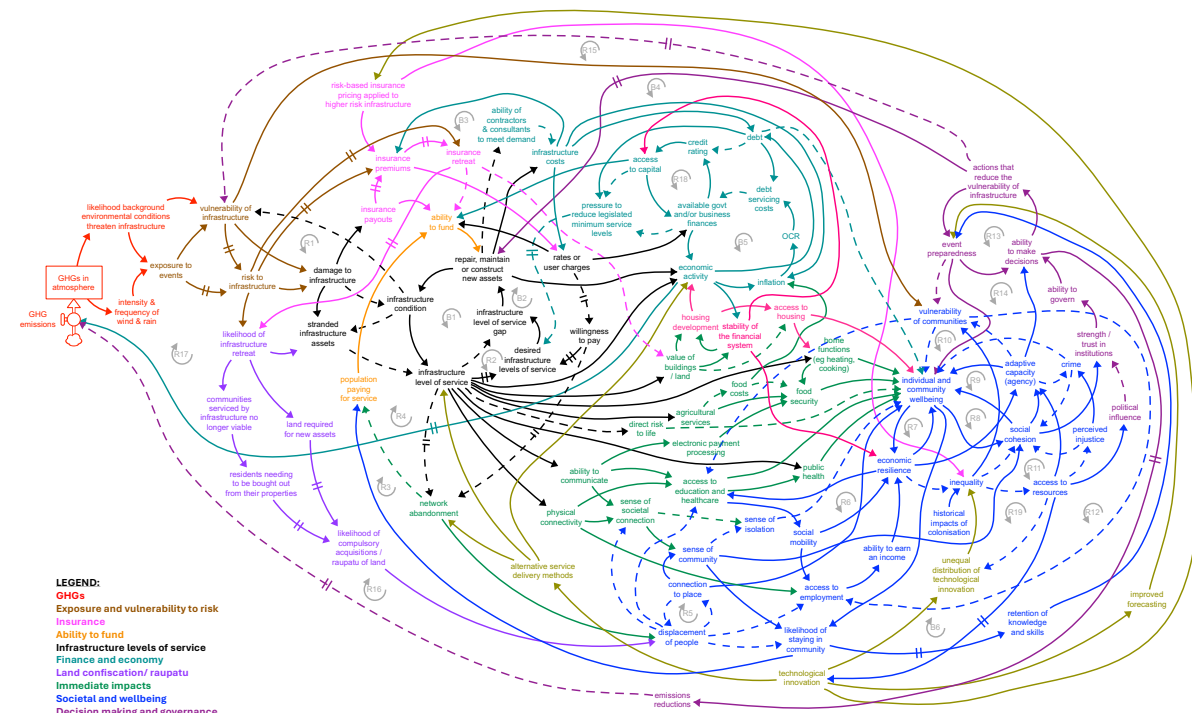 R15
risk-based insurance
pricing applied to
higher risk infrastructure
B4
ability of
contractors
& consultants
to meet demand
B3
insurance
premiums
insurance
retreat
infrastructure
costs
access
to capital
credit
rating
debt
R18
debt
servicing
costs
actions that
reduce the
vulnerability of
infrastructure
likelihood background
environmental conditions
threaten infrastructure
vulnerability of
infrastructure
insurance
payouts
ability
to fund
pressure to
reduce legislated
minimum service
levels
available govt
and/or business
finances
OCR
B5
R1
R13
event
preparedness
ability
to make
decisions
GHGs in
atmosphere
exposure to
events
risk to
infrastructure
damage to
infrastructure
repair, maintain
or construct
new assets
rates or
user charges
economic
activity
inflation
R14
ability to
govern
GHG
emissions
intensity &
frequency of
wind & rain
infrastructure
condition
B1
B2
infrastructure
level of service
gap
stranded
infrastructure
assets
willingness
to pay
housing
development
stability of
the financial
system
access to
housing
vulnerability
of communities
R10
strength /
trust in
institutions
R17
likelihood of
infrastructure
retreat
R2
desired
infrastructure
levels of service
value of
buildings
/ land
home
functions
(eg heating,
cooking)
adaptive
capacity
(agency)
crime
infrastructure
level of service
population
paying
for service
food
costs
food
security
individual and
community
wellbeing
R9
communities
serviced by
infrastructure no
longer viable
land required
for new assets
R4
agricultural
services
direct risk
to life
R7
R8
political
influence
electronic payment
processing
social
cohesion
perceived
injustice
residents needing
to be bought out
from their properties
R3
ability to
communicate
access to
education and
healthcare
public
health
economic
resilience
R11
inequality
access to
resources
network
abandonment
physical
connectivity
sense of
societal
connection
sense of
isolation
R6
historical
impacts of
colonisation
R19
R12
likelihood of
compulsory
acquisitions /
raupatu of land
social
mobility
sense of
community
ability to earn
an income
alternative service
delivery methods
unequal
distribution of
technological
innovation
R16
connection
to place
access to
employment
improved
forecasting
R5
displacement
of people
likelihood of
staying in
community
B6
retention of
knowledge
and skills
technological
innovation
emissions
reductions
LEGEND:
GHGs
Exposure and vulnerability to risk
Insurance
Ability to fund
Infrastructure levels of service
Finance and economy
Land confiscation/ raupatu
Immediate impacts
Societal and wellbeing
Decision making and governance